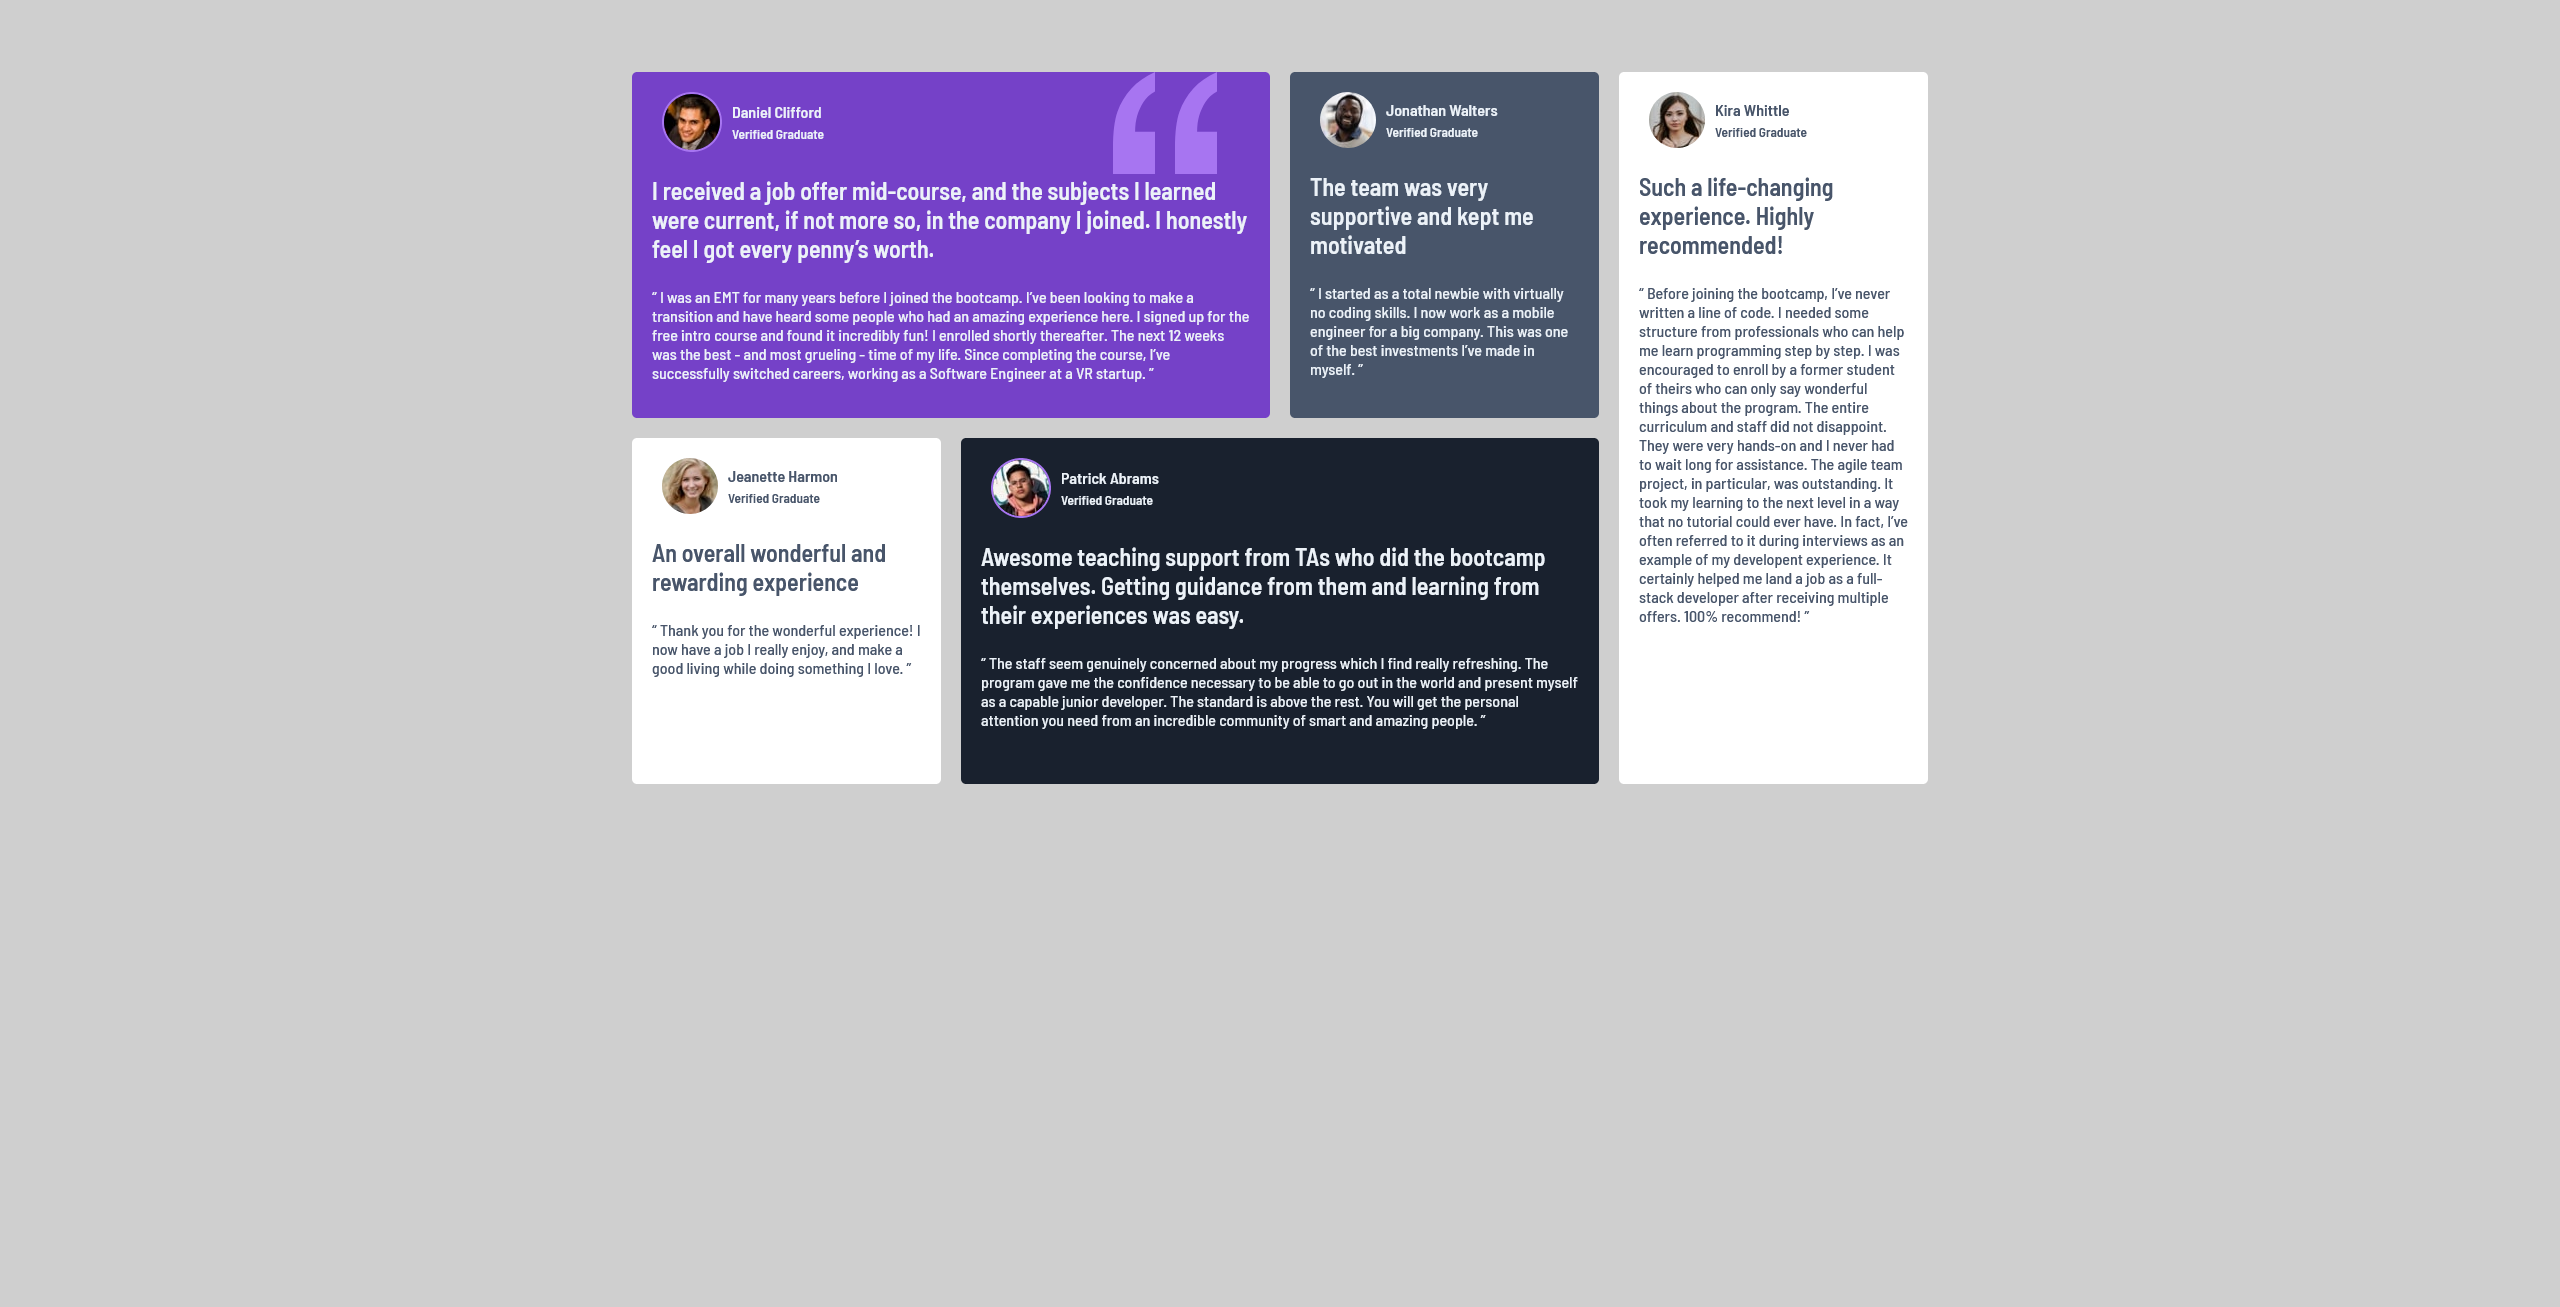 Daniel Clifford
Verified Graduate
I received a job offer mid-course, and the subjects I learned
were current, if not more so, in the company I joined. I honestly
feel I got every penny’s worth.
“ I was an EMT for many years before I joined the bootcamp. I’ve been looking to make a
transition and have heard some people who had an amazing experience here. I signed up for the
free intro course and found it incredibly fun! I enrolled shortly thereafter. The next 12 weeks
was the best - and most grueling - time of my life. Since completing the course, I’ve
successfully switched careers, working as a Software Engineer at a VR startup. ”
Jonathan Walters
Verified Graduate
The team was very
supportive and kept me
motivated
“ I started as a total newbie with virtually
no coding skills. I now work as a mobile
engineer for a big company. This was one
of the best investments I’ve made in
myself. ”
Kira Whittle
Verified Graduate
Such a life-changing
experience. Highly
recommended!
“ Before joining the bootcamp, I’ve never
written a line of code. I needed some
structure from professionals who can help
me learn programming step by step. I was
encouraged to enroll by a former student
of theirs who can only say wonderful
things about the program. The entire
curriculum and staff did not disappoint.
They were very hands-on and I never had
to wait long for assistance. The agile team
project, in particular, was outstanding. It
took my learning to the next level in a way
that no tutorial could ever have. In fact, I’ve
often referred to it during interviews as an
example of my developent experience. It
certainly helped me land a job as a full-
stack developer after receiving multiple
offers. 100% recommend! ”
Jeanette Harmon
Verified Graduate
An overall wonderful and
rewarding experience
“ Thank you for the wonderful experience! I
now have a job I really enjoy, and make a
good living while doing something I love. ”
Patrick Abrams
Verified Graduate
Awesome teaching support from TAs who did the bootcamp
themselves. Getting guidance from them and learning from
their experiences was easy.
“ The staff seem genuinely concerned about my progress which I find really refreshing. The
program gave me the confidence necessary to be able to go out in the world and present myself
as a capable junior developer. The standard is above the rest. You will get the personal
attention you need from an incredible community of smart and amazing people. ”